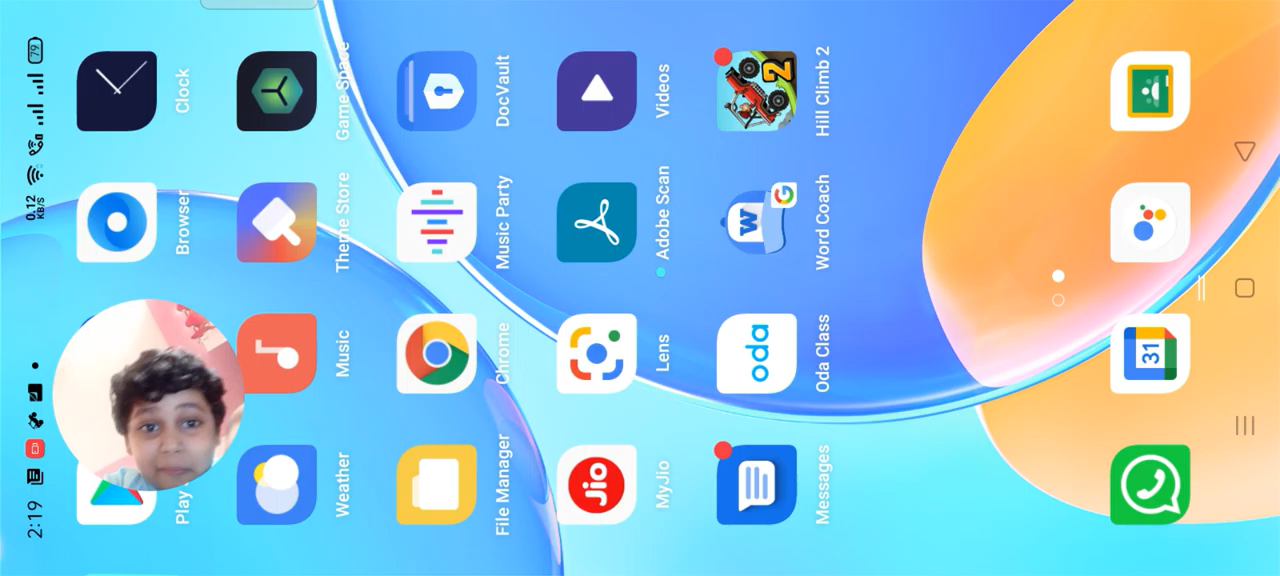 2:19
0.12
KB/S
79
Play
Browser
Clock
Weather
Music
Theme Store
Game Space
File Manager
Chrome
Music Party
DocVault
Jio
MyJio
Lens
Adobe Scan
Videos
Messages
oda
Oda Class
W
G
Word Coach
2
Hill Climb 2
31